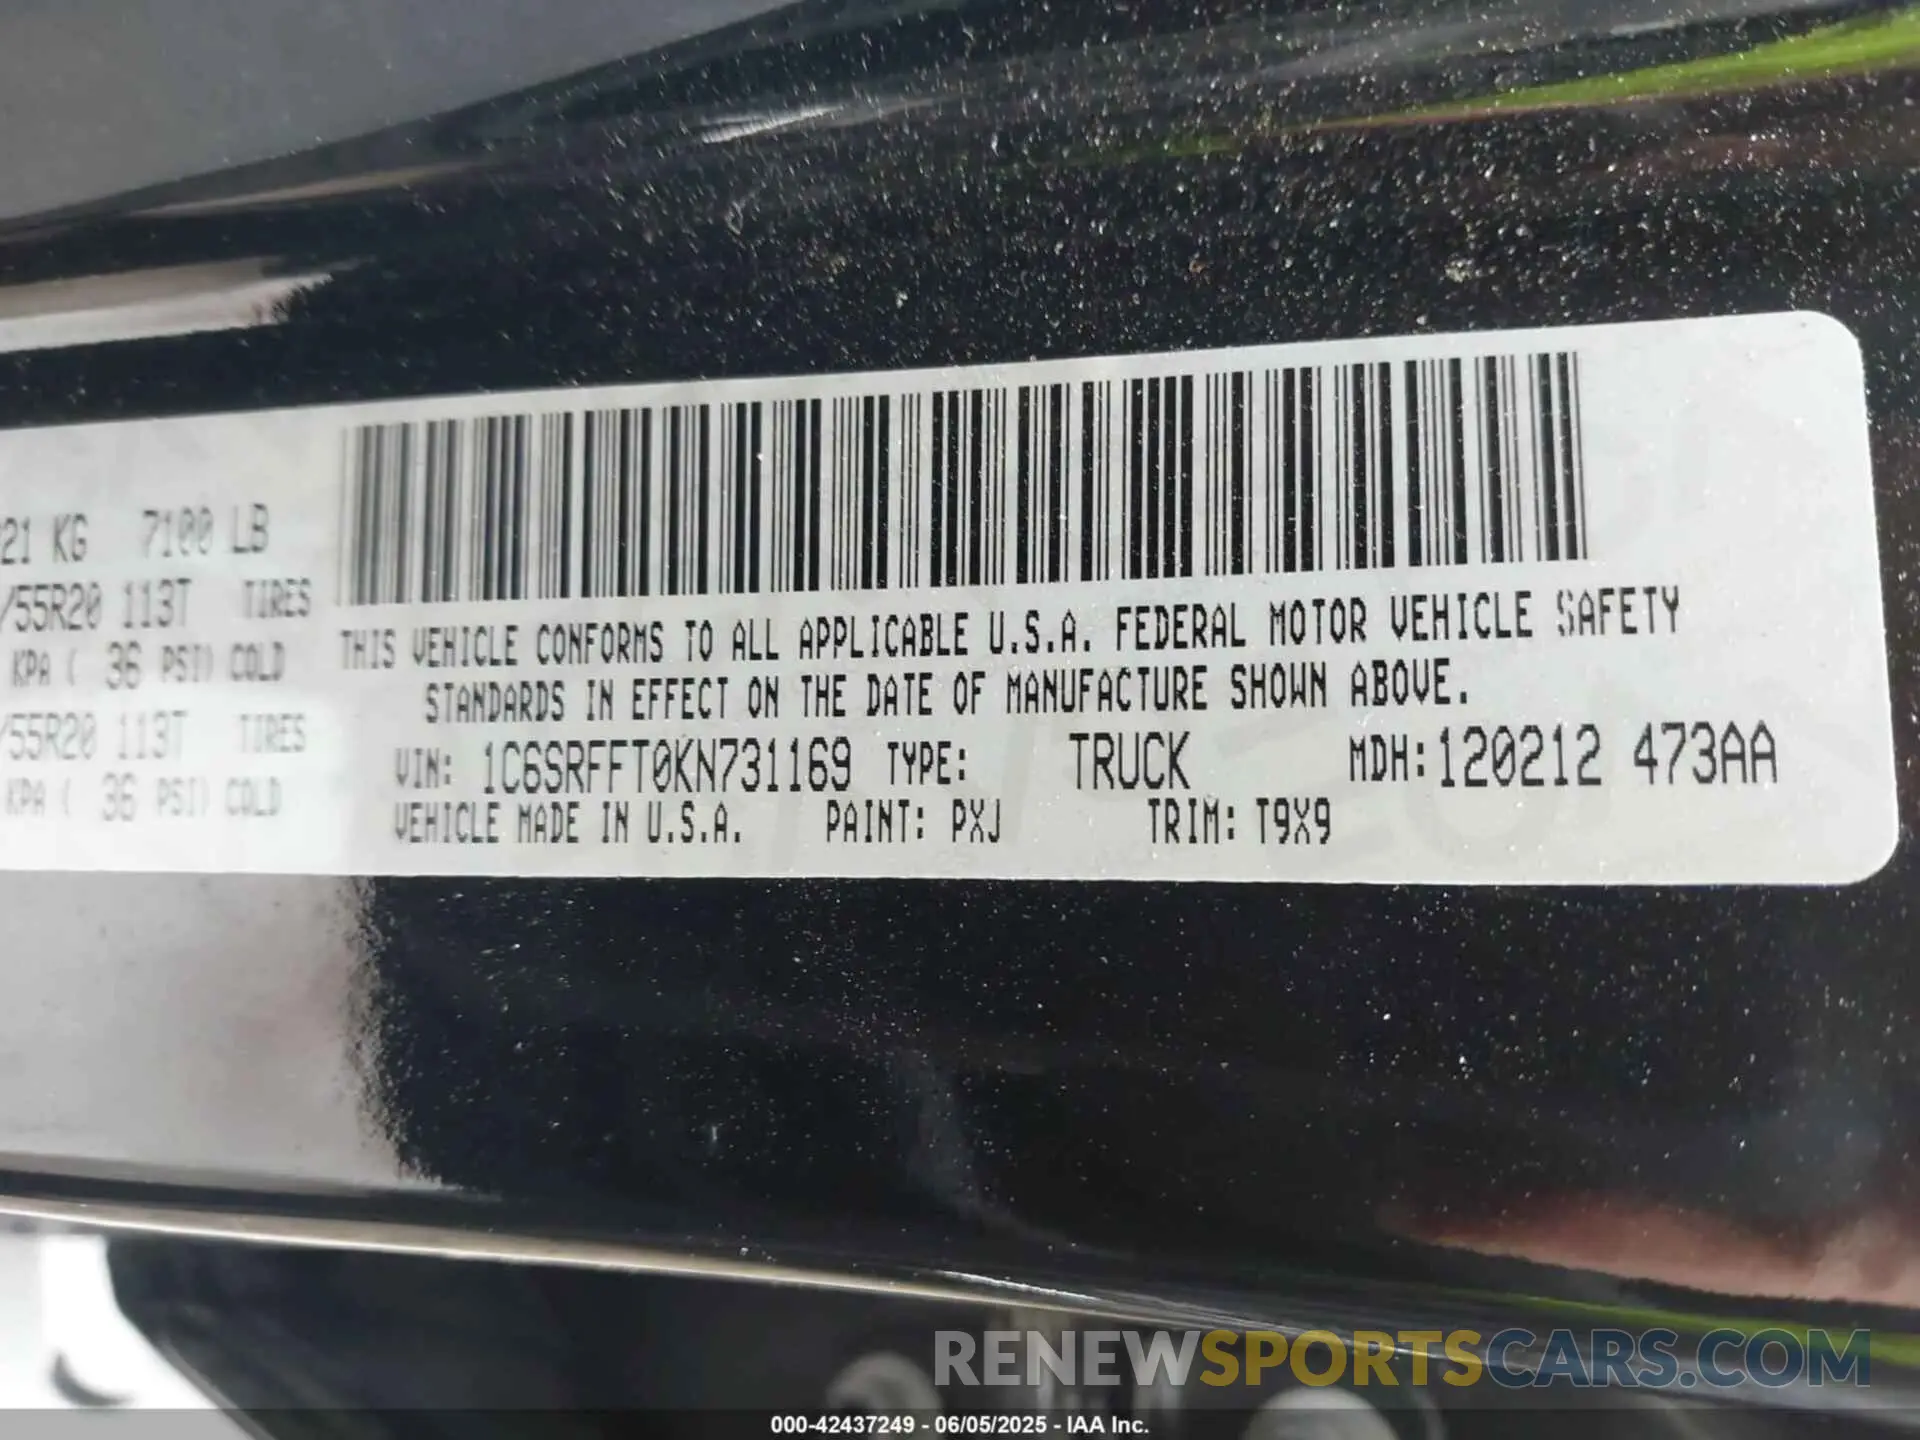 21 KG 7100 LB
/55R20 113T TIRES
KPA ( 36 PSI) COLD
/55R20 113T TIRES
KPA ( 36 PSI) COLD
THIS VEHICLE CONFORMS TO ALL APPLICABLE U.S.A. FEDERAL MOTOR VEHICLE SAFETY
STANDARDS IN EFFECT ON THE DATE OF MANUFACTURE SHOWN ABOVE.
VIN: 1C6SRFFT0KN731169 TYPE: TRUCK MDH:120212 473AA
VEHICLE MADE IN U.S.A. PAINT: PXJ TRIM: T9X9
RENEWSPORTSCARS.COM
000-42437249 - 06/05/2025 - IAA Inc.